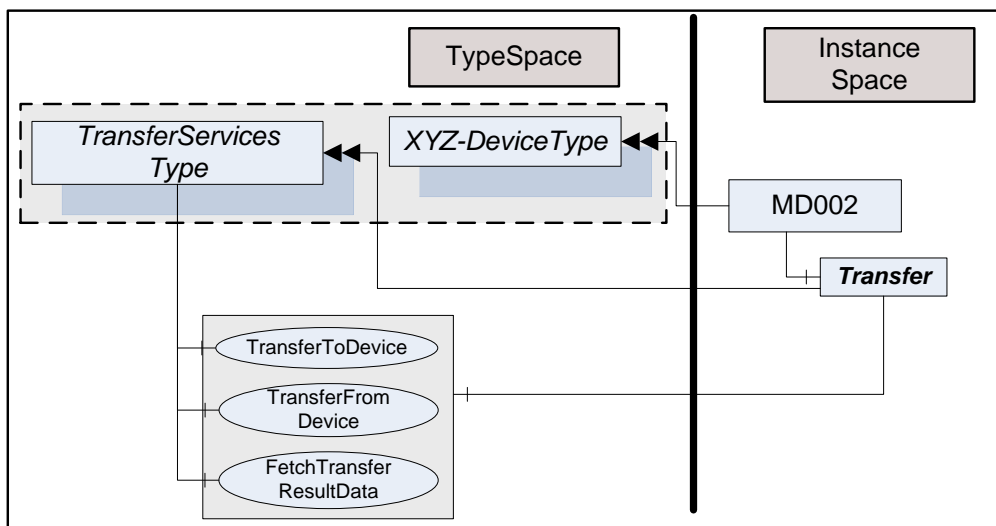 TypeSpace
Instance
Space
TransferServices
Type
XYZ-DeviceType
MD002
Transfer
TransferToDevice
TransferFrom
Device
FetchTransfer
ResultData